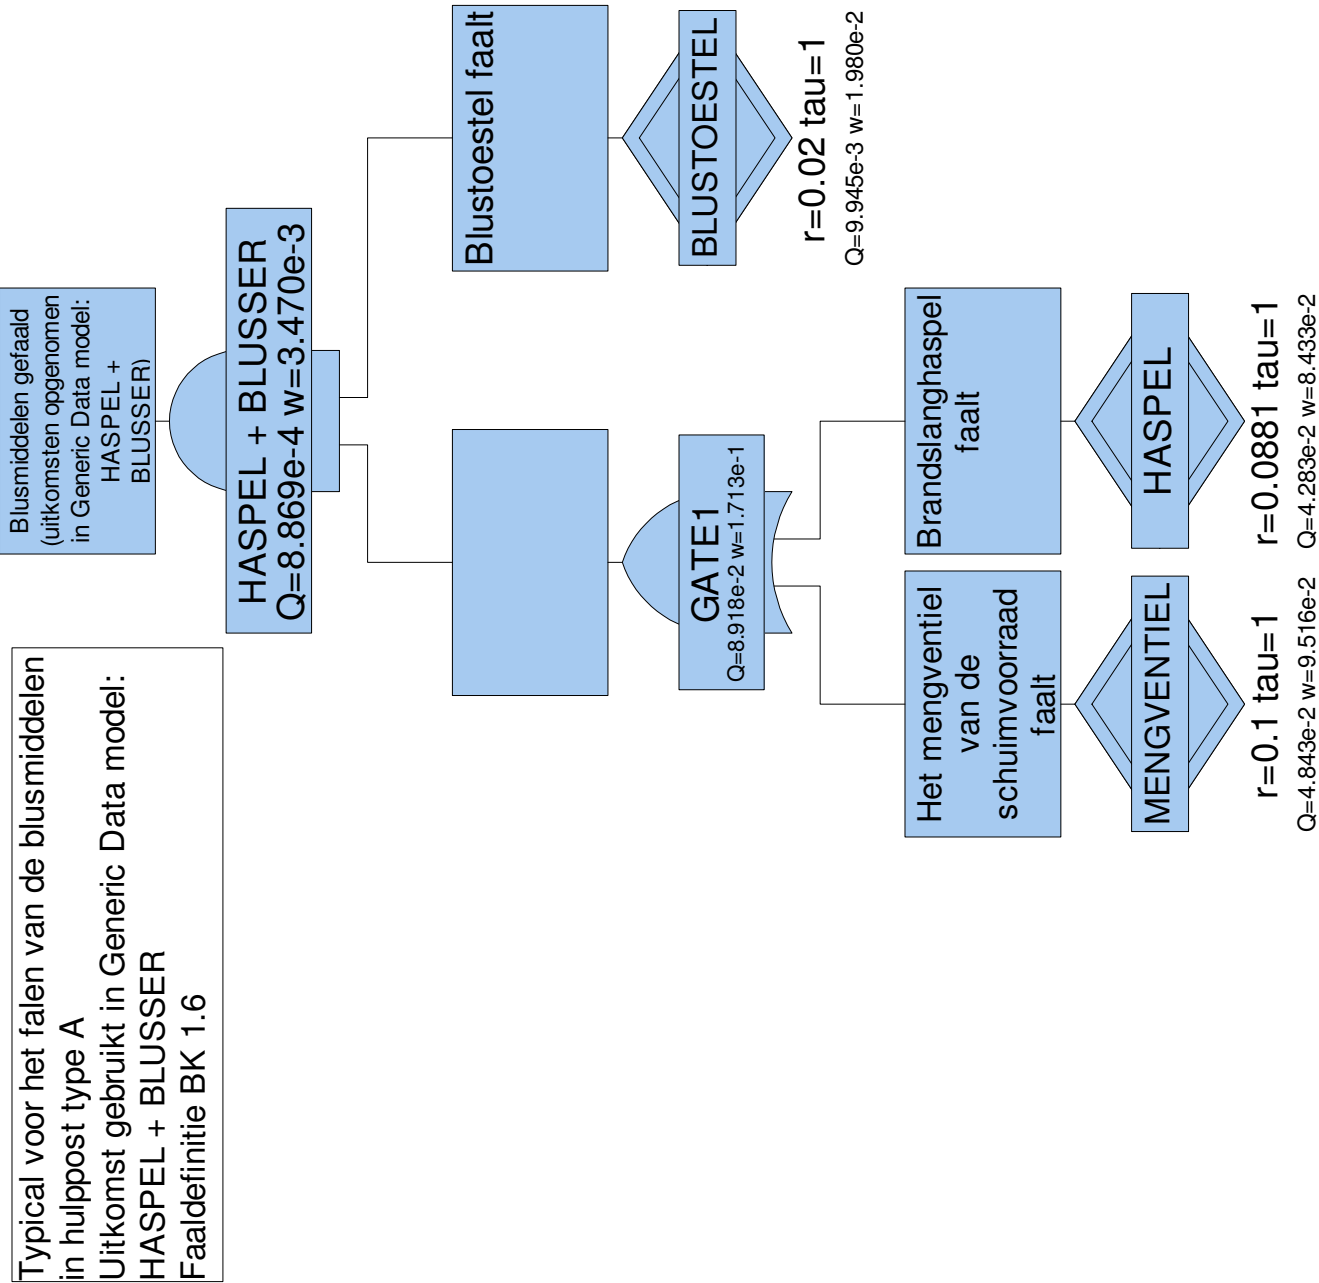 Typical voor het falen van de blusmiddelen
in hulppost type A
Uitkomst gebruikt in Generic Data model:
HASPEL + BLUSSER
Faaldefinitie BK 1.6
Blusmiddelen gefaald
(uitkomsten opgenomen
in Generic Data model:
HASPEL +
BLUSSER)
HASPEL + BLUSSER
Q=8.869e-4 w=3.470e-3
GATE1
Q=8.918e-2 w=1.713e-1
Blustoestel faalt
BLUSTOESTEL
r=0.02 tau=1
Q=9.945e-3 w=1.980e-2
Het mengventiel
van de
schuimvoorraad
faalt
MENGVENTIEL
r=0.1 tau=1
Q=4.843e-2 w=9.516e-2
Brandslanghaspel
faalt
HASPEL
r=0.0881 tau=1
Q=4.283e-2 w=8.433e-2